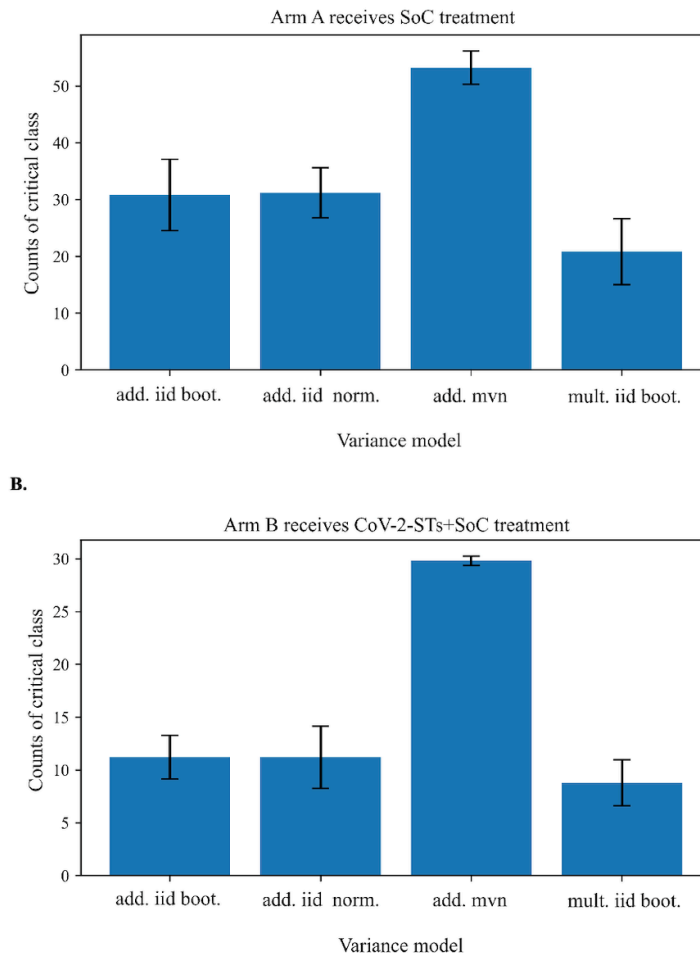 Arm A receives SoC treatment
Counts of critical class
50
40
30
20
10
0
add. iid boot.
add. iid norm.
add. mvn
mult. iid boot.
Variance model
B.
Arm B receives CoV-2-STs+SoC treatment
Counts of critical class
30
25
20
15
10
5
0
add. iid boot.
add. iid norm.
add. mvn
mult. iid boot.
Variance model